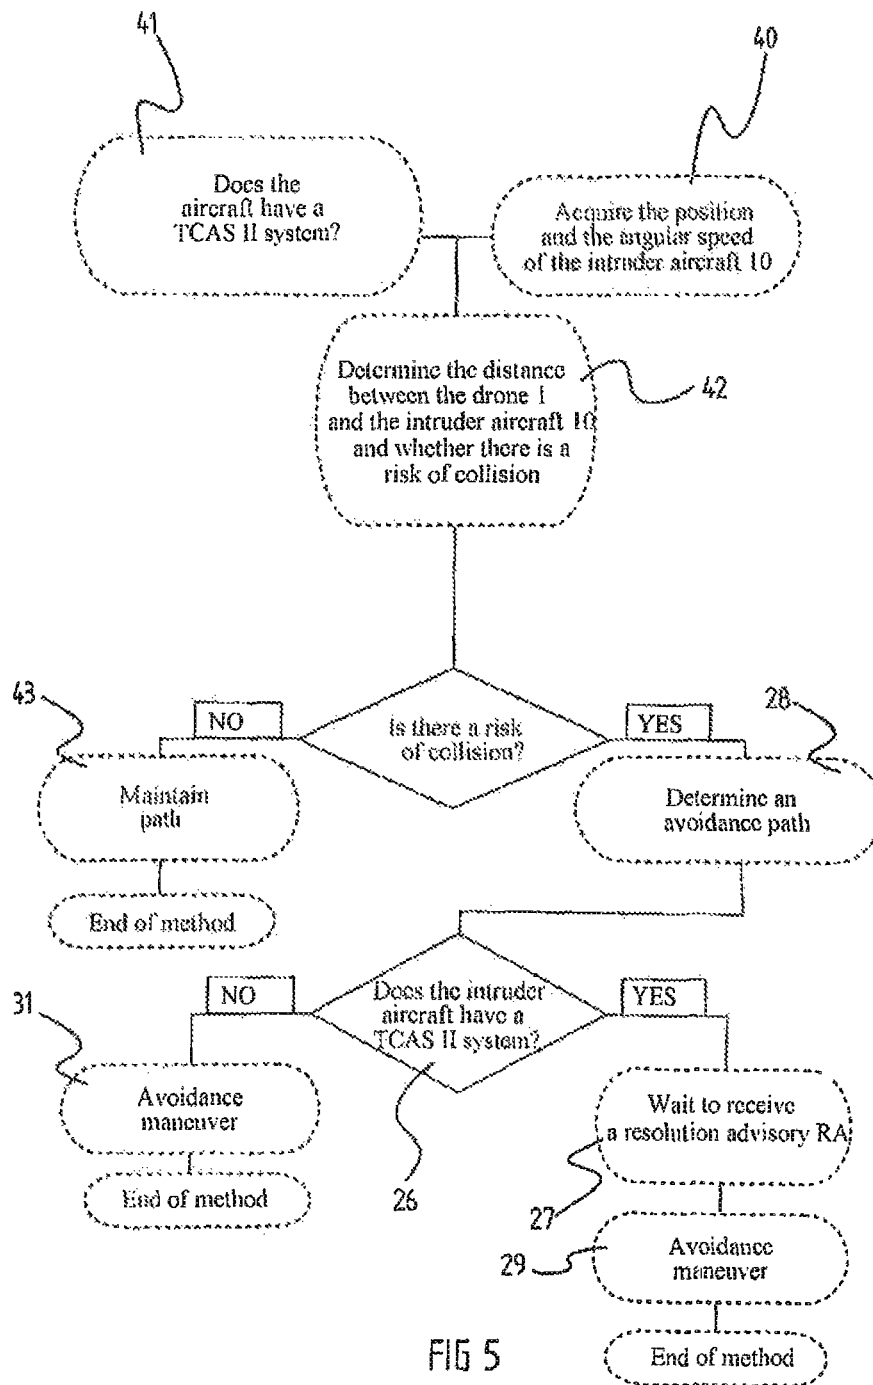 41
40
Does the
aircraft have a
TCAS II system?
Acquire the position
and the angular speed
of the intruder aircraft 10
Determine the distance
between the drone 1
and the intruder aircraft 10
and whether there is a
risk of collision
42
43
NO
Is there a risk
of collision?
YES
28
Maintain
path
Determine an
avoidance path
End of method
31
NO
Does the intruder
aircraft have a
TCAS II system?
YES
Avoidance
maneuver
Wait to receive
a resolution advisory RA
End of method
26
27
29
Avoidance
maneuver
FIG 5
End of method